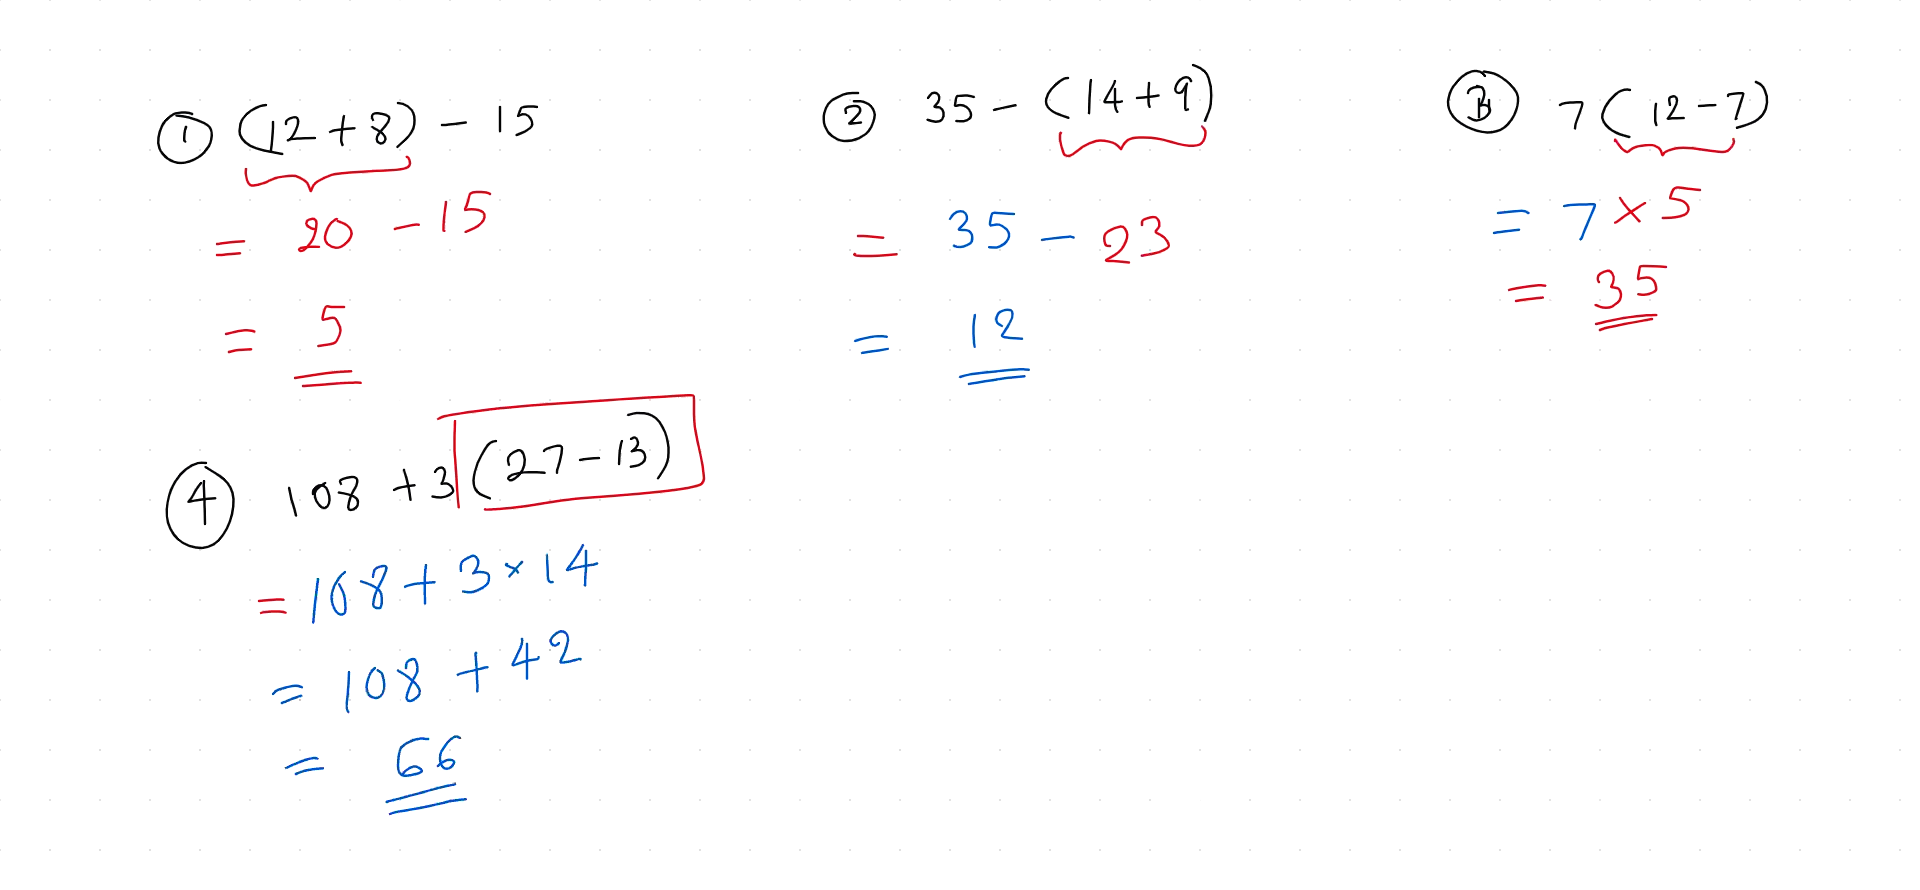 ① (12 + 8) - 15
= 20 - 15
= 5
② 35 - (14 + 9)
= 35 - 23
= 12
③ 7 (12 - 7)
= 7 × 5
= 35
④ 108 + 3 (27 - 13)
= 108 + 3 × 14
= 108 + 42
= 66